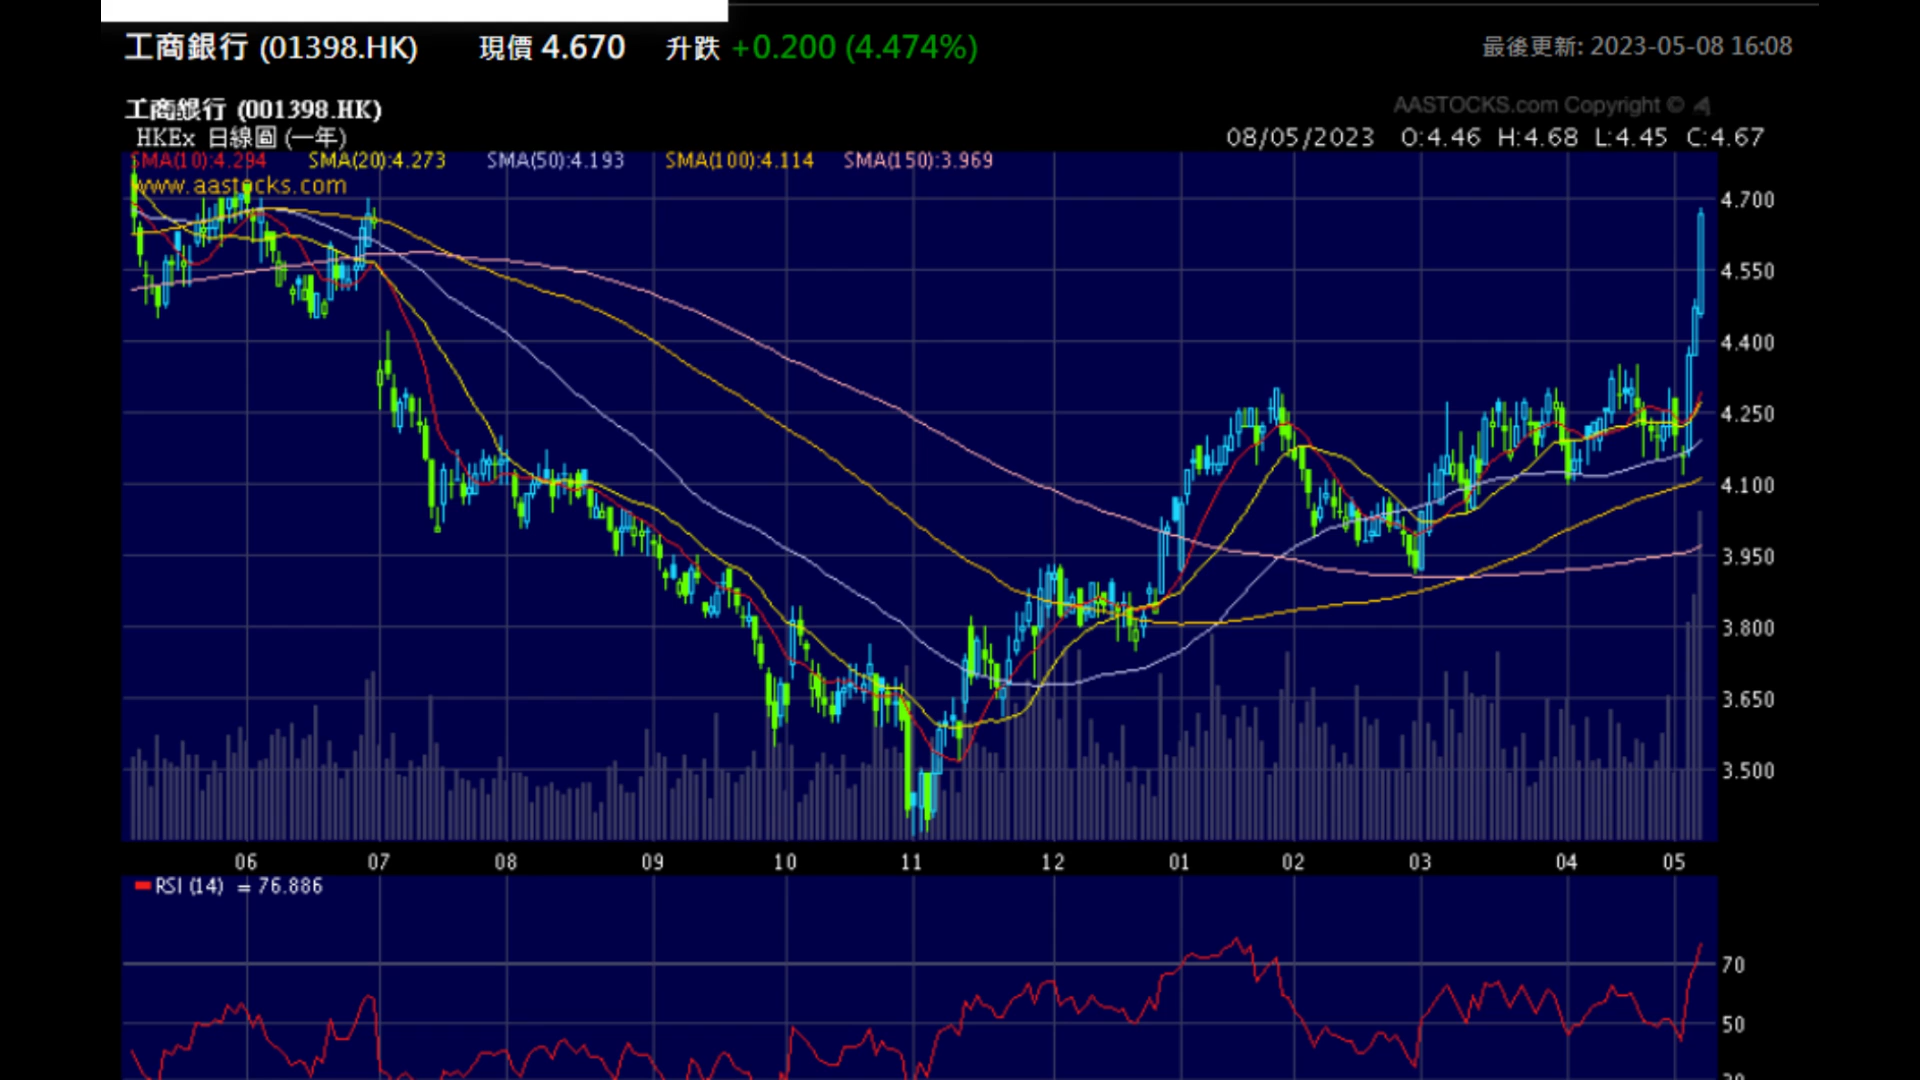 工商銀行 (01398.HK) 現價 4.670 升跌 +0.200 (4.474%) 最後更新: 2023-05-08 16:08
AASTOCKS.com Copyright ©
工商銀行 (001398.HK)
HKEx 日線圖 (一年) 08/05/2023 O:4.46 H:4.68 L:4.45 C:4.67
SMA(10):4.294 SMA(20):4.273 SMA(50):4.193 SMA(100):4.114 SMA(150):3.969
www.aastocks.com
4.700
4.550
4.400
4.250
4.100
3.950
3.800
3.650
3.500
06 07 08 09 10 11 12 01 02 03 04 05
RSI (14) = 76.886
70
50